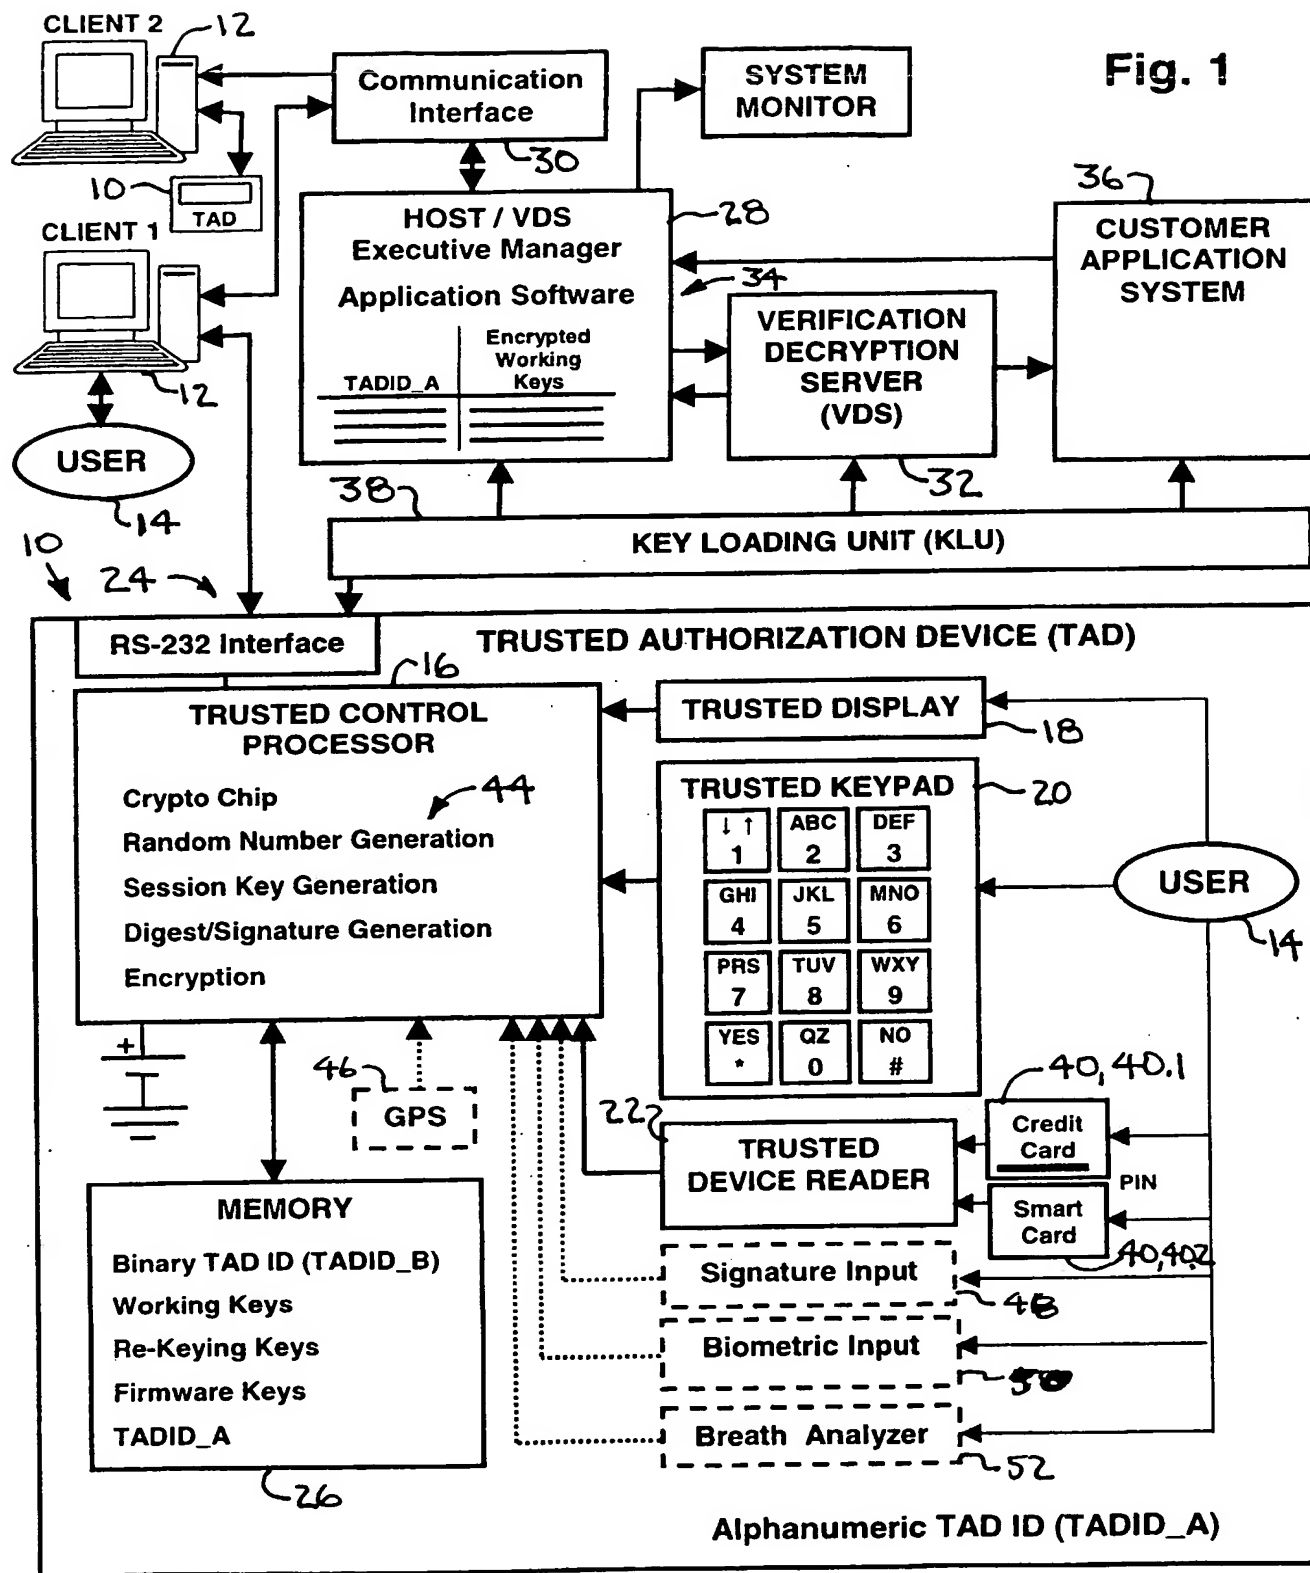 CLIENT 2
12
Communication
Interface
30
SYSTEM
MONITOR
Fig. 1
10
TAD
CLIENT 1
12
USER
14
HOST / VDS
Executive Manager
Application Software
TADID_A
Encrypted
Working
Keys
28
34
VERIFICATION
DECRYPTION
SERVER
(VDS)
32
36
CUSTOMER
APPLICATION
SYSTEM
38
KEY LOADING UNIT (KLU)
10
24
RS-232 Interface
TRUSTED AUTHORIZATION DEVICE (TAD)
16
TRUSTED CONTROL
PROCESSOR
Crypto Chip
44
Random Number Generation
Session Key Generation
Digest/Signature Generation
Encryption
TRUSTED DISPLAY
18
TRUSTED KEYPAD
20
↓ ↑ ABC DEF
1 2 3
GHI JKL MNO
4 5 6
PRS TUV WXY
7 8 9
YES QZ NO
* 0 #
USER
14
+
46
GPS
22
TRUSTED
DEVICE READER
40, 40.1
Credit
Card
PIN
Smart
Card
40, 40.2
Signature Input
48
Biometric Input
50
Breath Analyzer
52
MEMORY
Binary TAD ID (TADID_B)
Working Keys
Re-Keying Keys
Firmware Keys
TADID_A
26
Alphanumeric TAD ID (TADID_A)